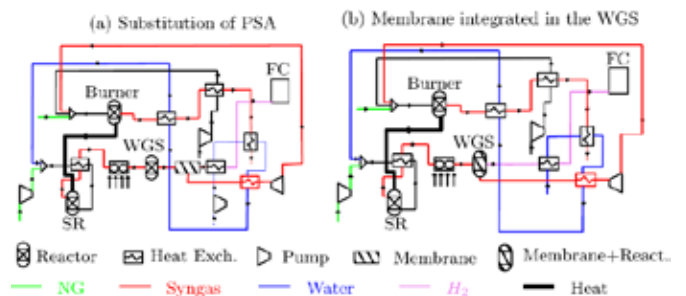 (a) Substitution of PSA
(b) Membrane integrated in the WGS
FC
Burner
WGS
SR
FC
Burner
WGS
SR
Reactor
Heat Exch.
Pump
Membrane
Membrane+React..
NG
Syngas
Water
H₂
Heat